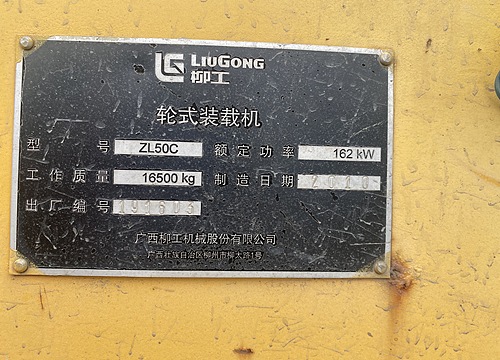 LIUGONG
柳工
轮式装载机
型号 ZL50C 额定功率 162 kW
工作质量 16500 kg 制造日期 2010
出厂编号 191603
广西柳工机械股份有限公司
广西壮族自治区柳州市柳太路1号